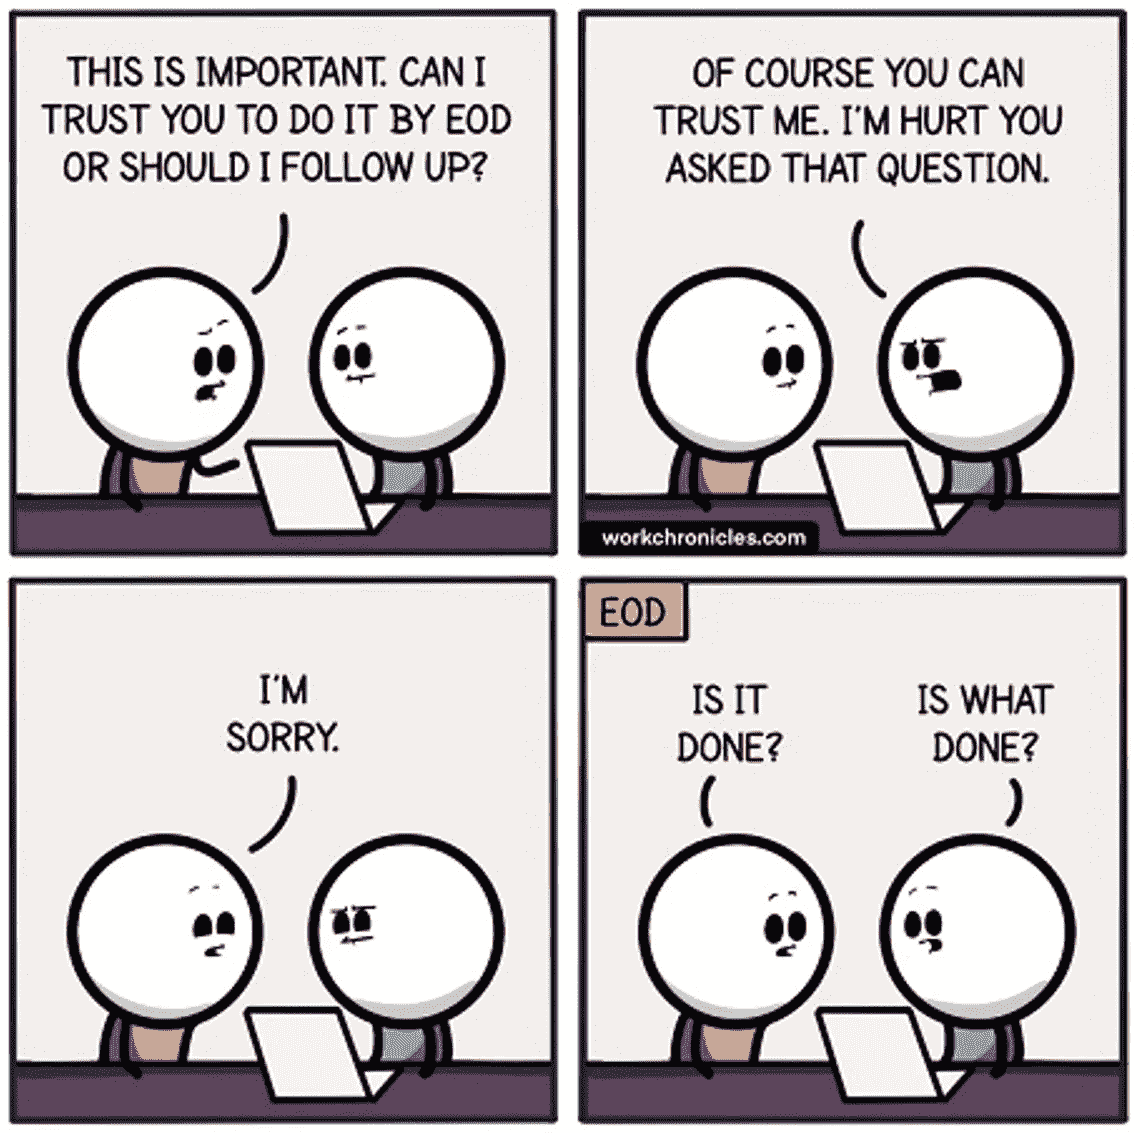 THIS IS IMPORTANT. CAN I
TRUST YOU TO DO IT BY EOD
OR SHOULD I FOLLOW UP?
OF COURSE YOU CAN
TRUST ME. I'M HURT YOU
ASKED THAT QUESTION.
workchronicles.com
I'M
SORRY.
EOD
IS IT
DONE?
IS WHAT
DONE?